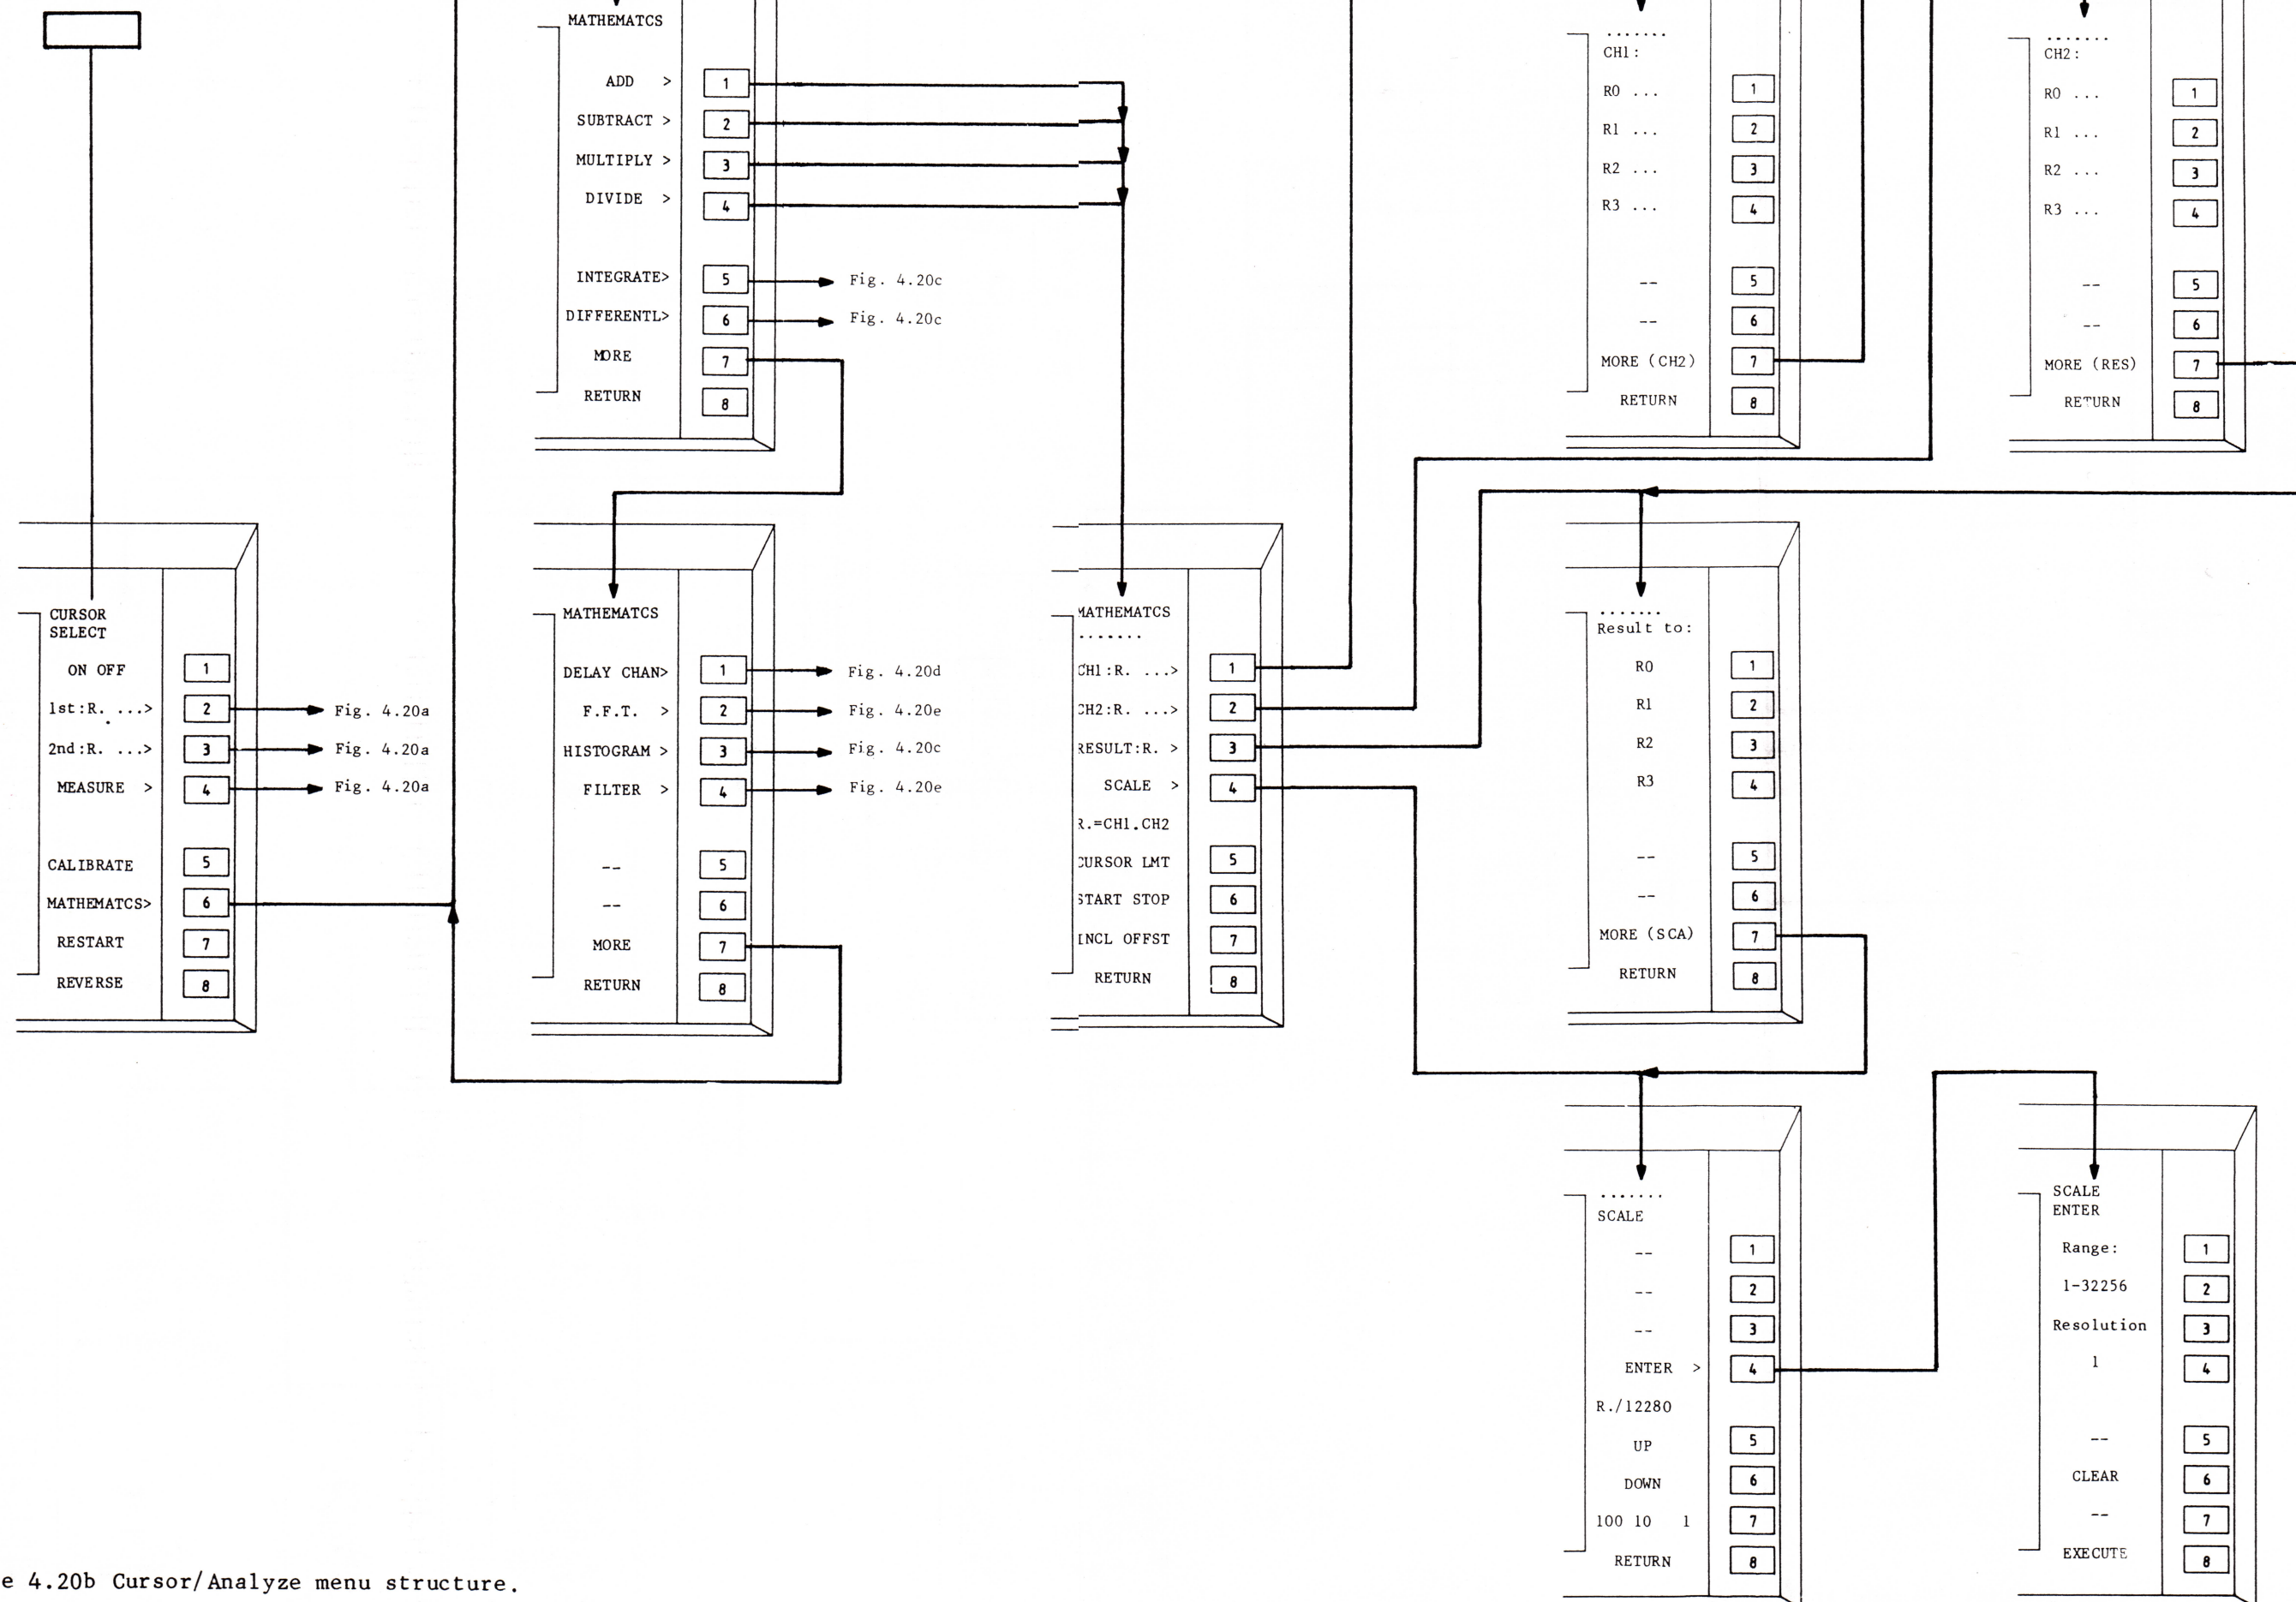 MATHEMATCS
ADD > 1
SUBTRACT > 2
MULTIPLY > 3
DIVIDE > 4
INTEGRATE> 5 Fig. 4.20c
DIFFERENTL> 6 Fig. 4.20c
MORE 7
RETURN 8
.......
CH1:
R0 ... 1
R1 ... 2
R2 ... 3
R3 ... 4
-- 5
-- 6
MORE (CH2) 7
RETURN 8
.......
CH2:
R0 ... 1
R1 ... 2
R2 ... 3
R3 ... 4
-- 5
-- 6
MORE (RES) 7
RETURN 8
CURSOR
SELECT
ON OFF 1
1st:R. ...> 2 Fig. 4.20a
2nd:R. ...> 3 Fig. 4.20a
MEASURE > 4 Fig. 4.20a
CALIBRATE 5
MATHEMATCS> 6
RESTART 7
REVERSE 8
MATHEMATCS
DELAY CHAN> 1 Fig. 4.20d
F.F.T. > 2 Fig. 4.20e
HISTOGRAM > 3 Fig. 4.20c
FILTER > 4 Fig. 4.20e
-- 5
-- 6
MORE 7
RETURN 8
MATHEMATCS
.......
CH1:R. ...> 1
CH2:R. ...> 2
RESULT:R. > 3
SCALE > 4
R.=CH1.CH2
CURSOR LMT 5
START STOP 6
INCL OFFST 7
RETURN 8
.......
Result to:
R0 1
R1 2
R2 3
R3 4
-- 5
-- 6
MORE (SCA) 7
RETURN 8
.......
SCALE
-- 1
-- 2
-- 3
ENTER > 4
R./12280
UP 5
DOWN 6
100 10 1 7
RETURN 8
SCALE
ENTER
Range: 1
1-32256 2
Resolution 3
1 4
-- 5
CLEAR 6
-- 7
EXECUTE 8
e 4.20b Cursor/Analyze menu structure.